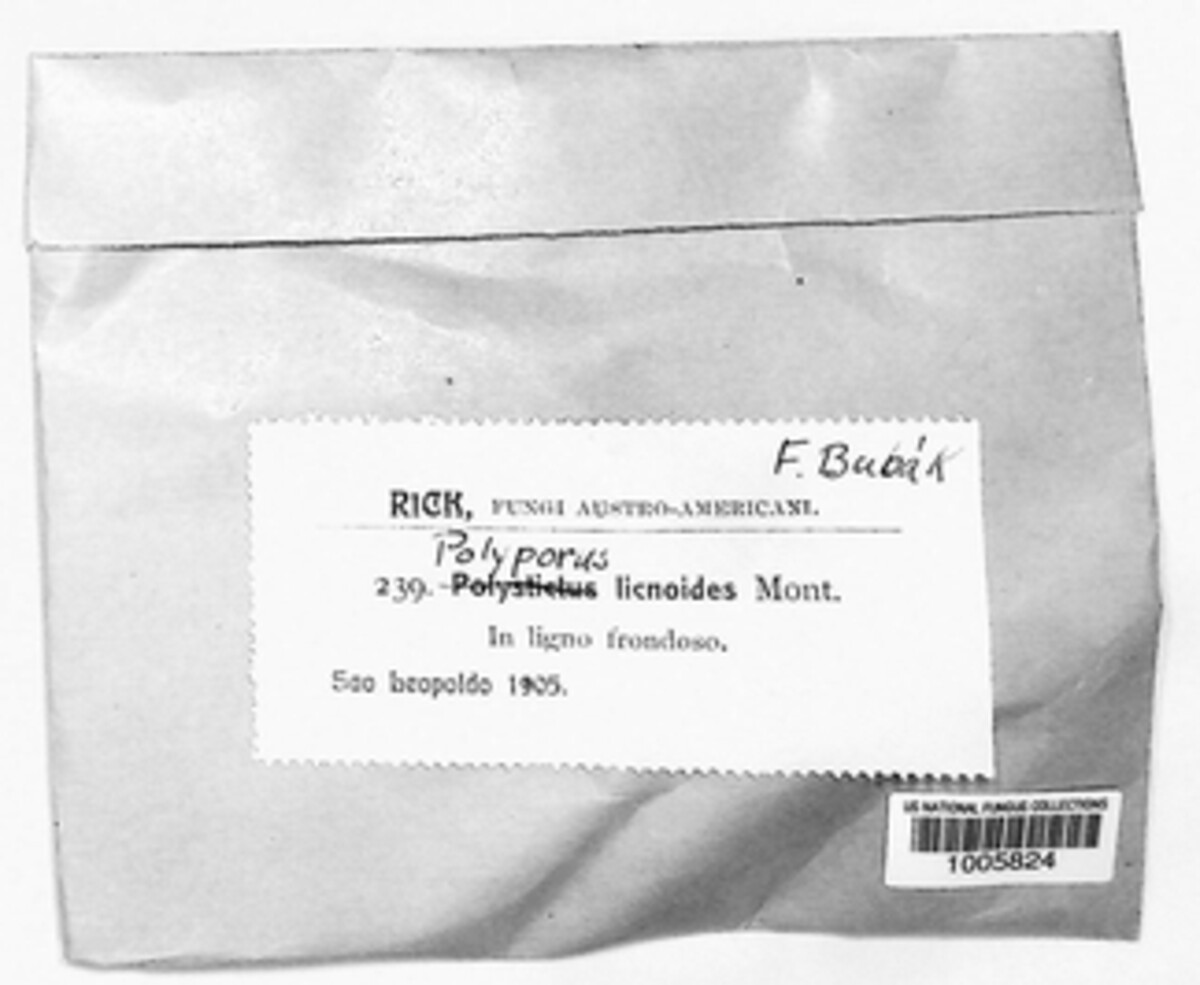 F. Bubák
RICK, FUNGI AUSTRO-AMERICANI.
Polyporus
239. Polystictus licnoides Mont.
In ligno frondoso.
Sao Leopoldo 1905.
US NATIONAL FUNGUS COLLECTIONS
1005824